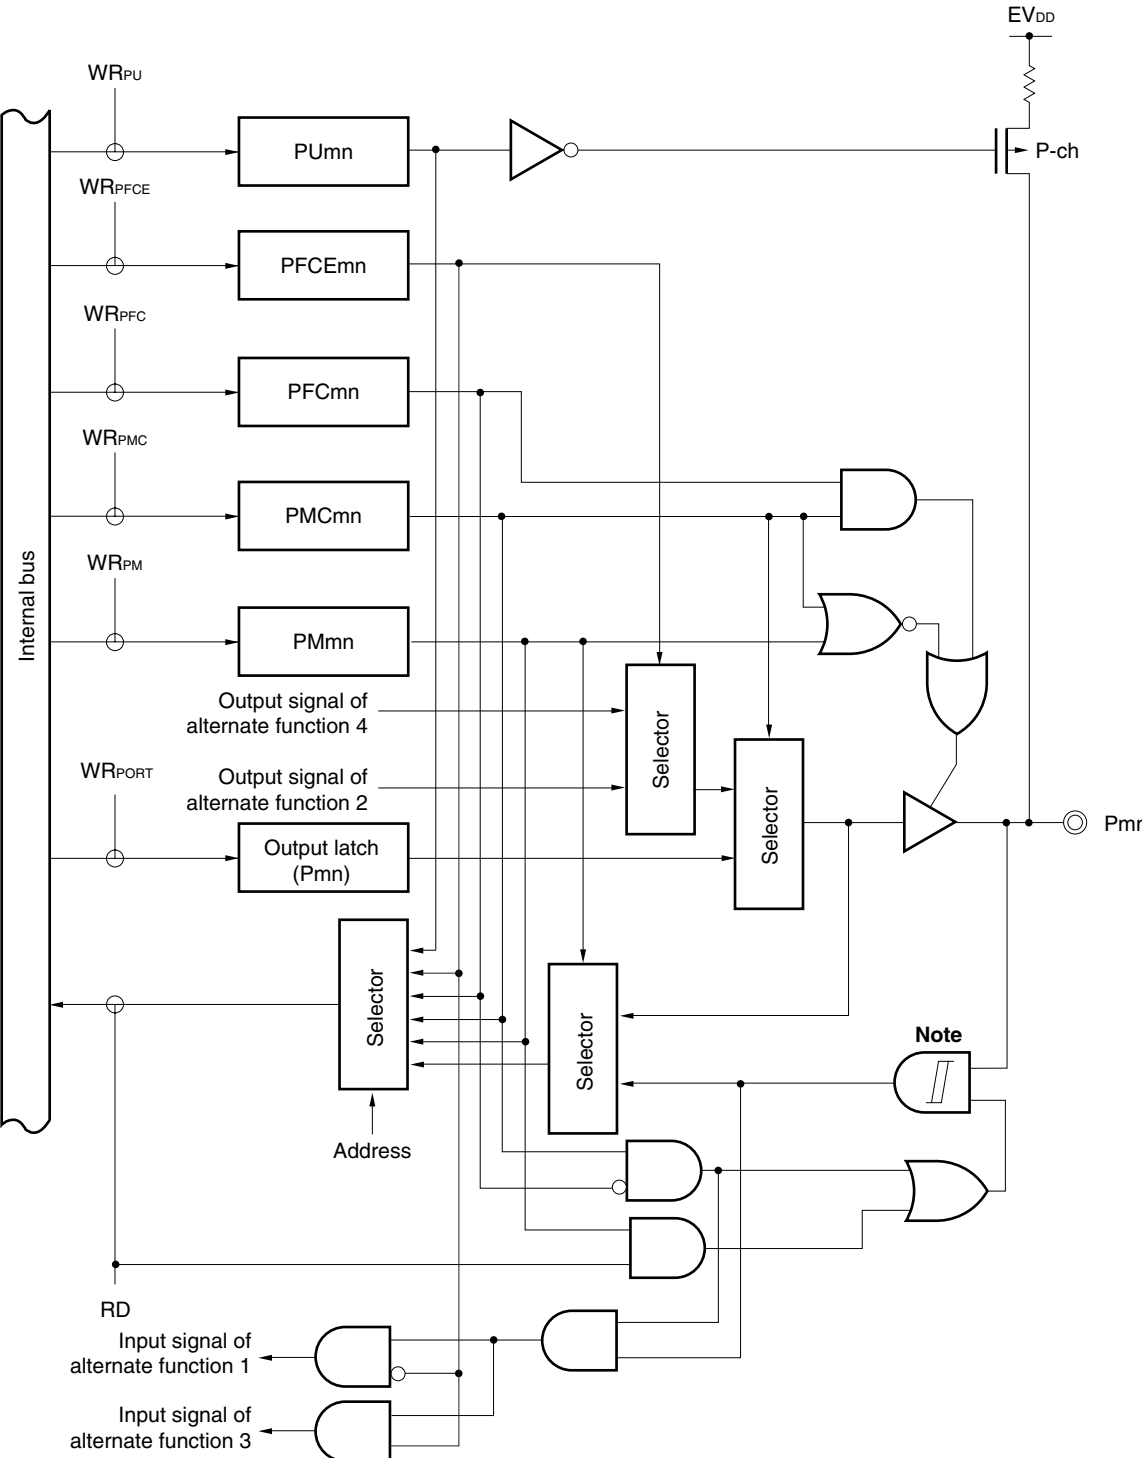 EVDD
WRPU
PUmn
P-ch
WRPFCE
PFCEmn
WRPFC
PFCmn
WRPMC
PMCmn
WRPM
PMmn
Internal bus
Output signal of
alternate function 4
Selector
WRPORT
Output signal of
alternate function 2
Selector
Pmn
Output latch
(Pmn)
Selector
Selector
Note
Address
RD
Input signal of
alternate function 1
Input signal of
alternate function 3